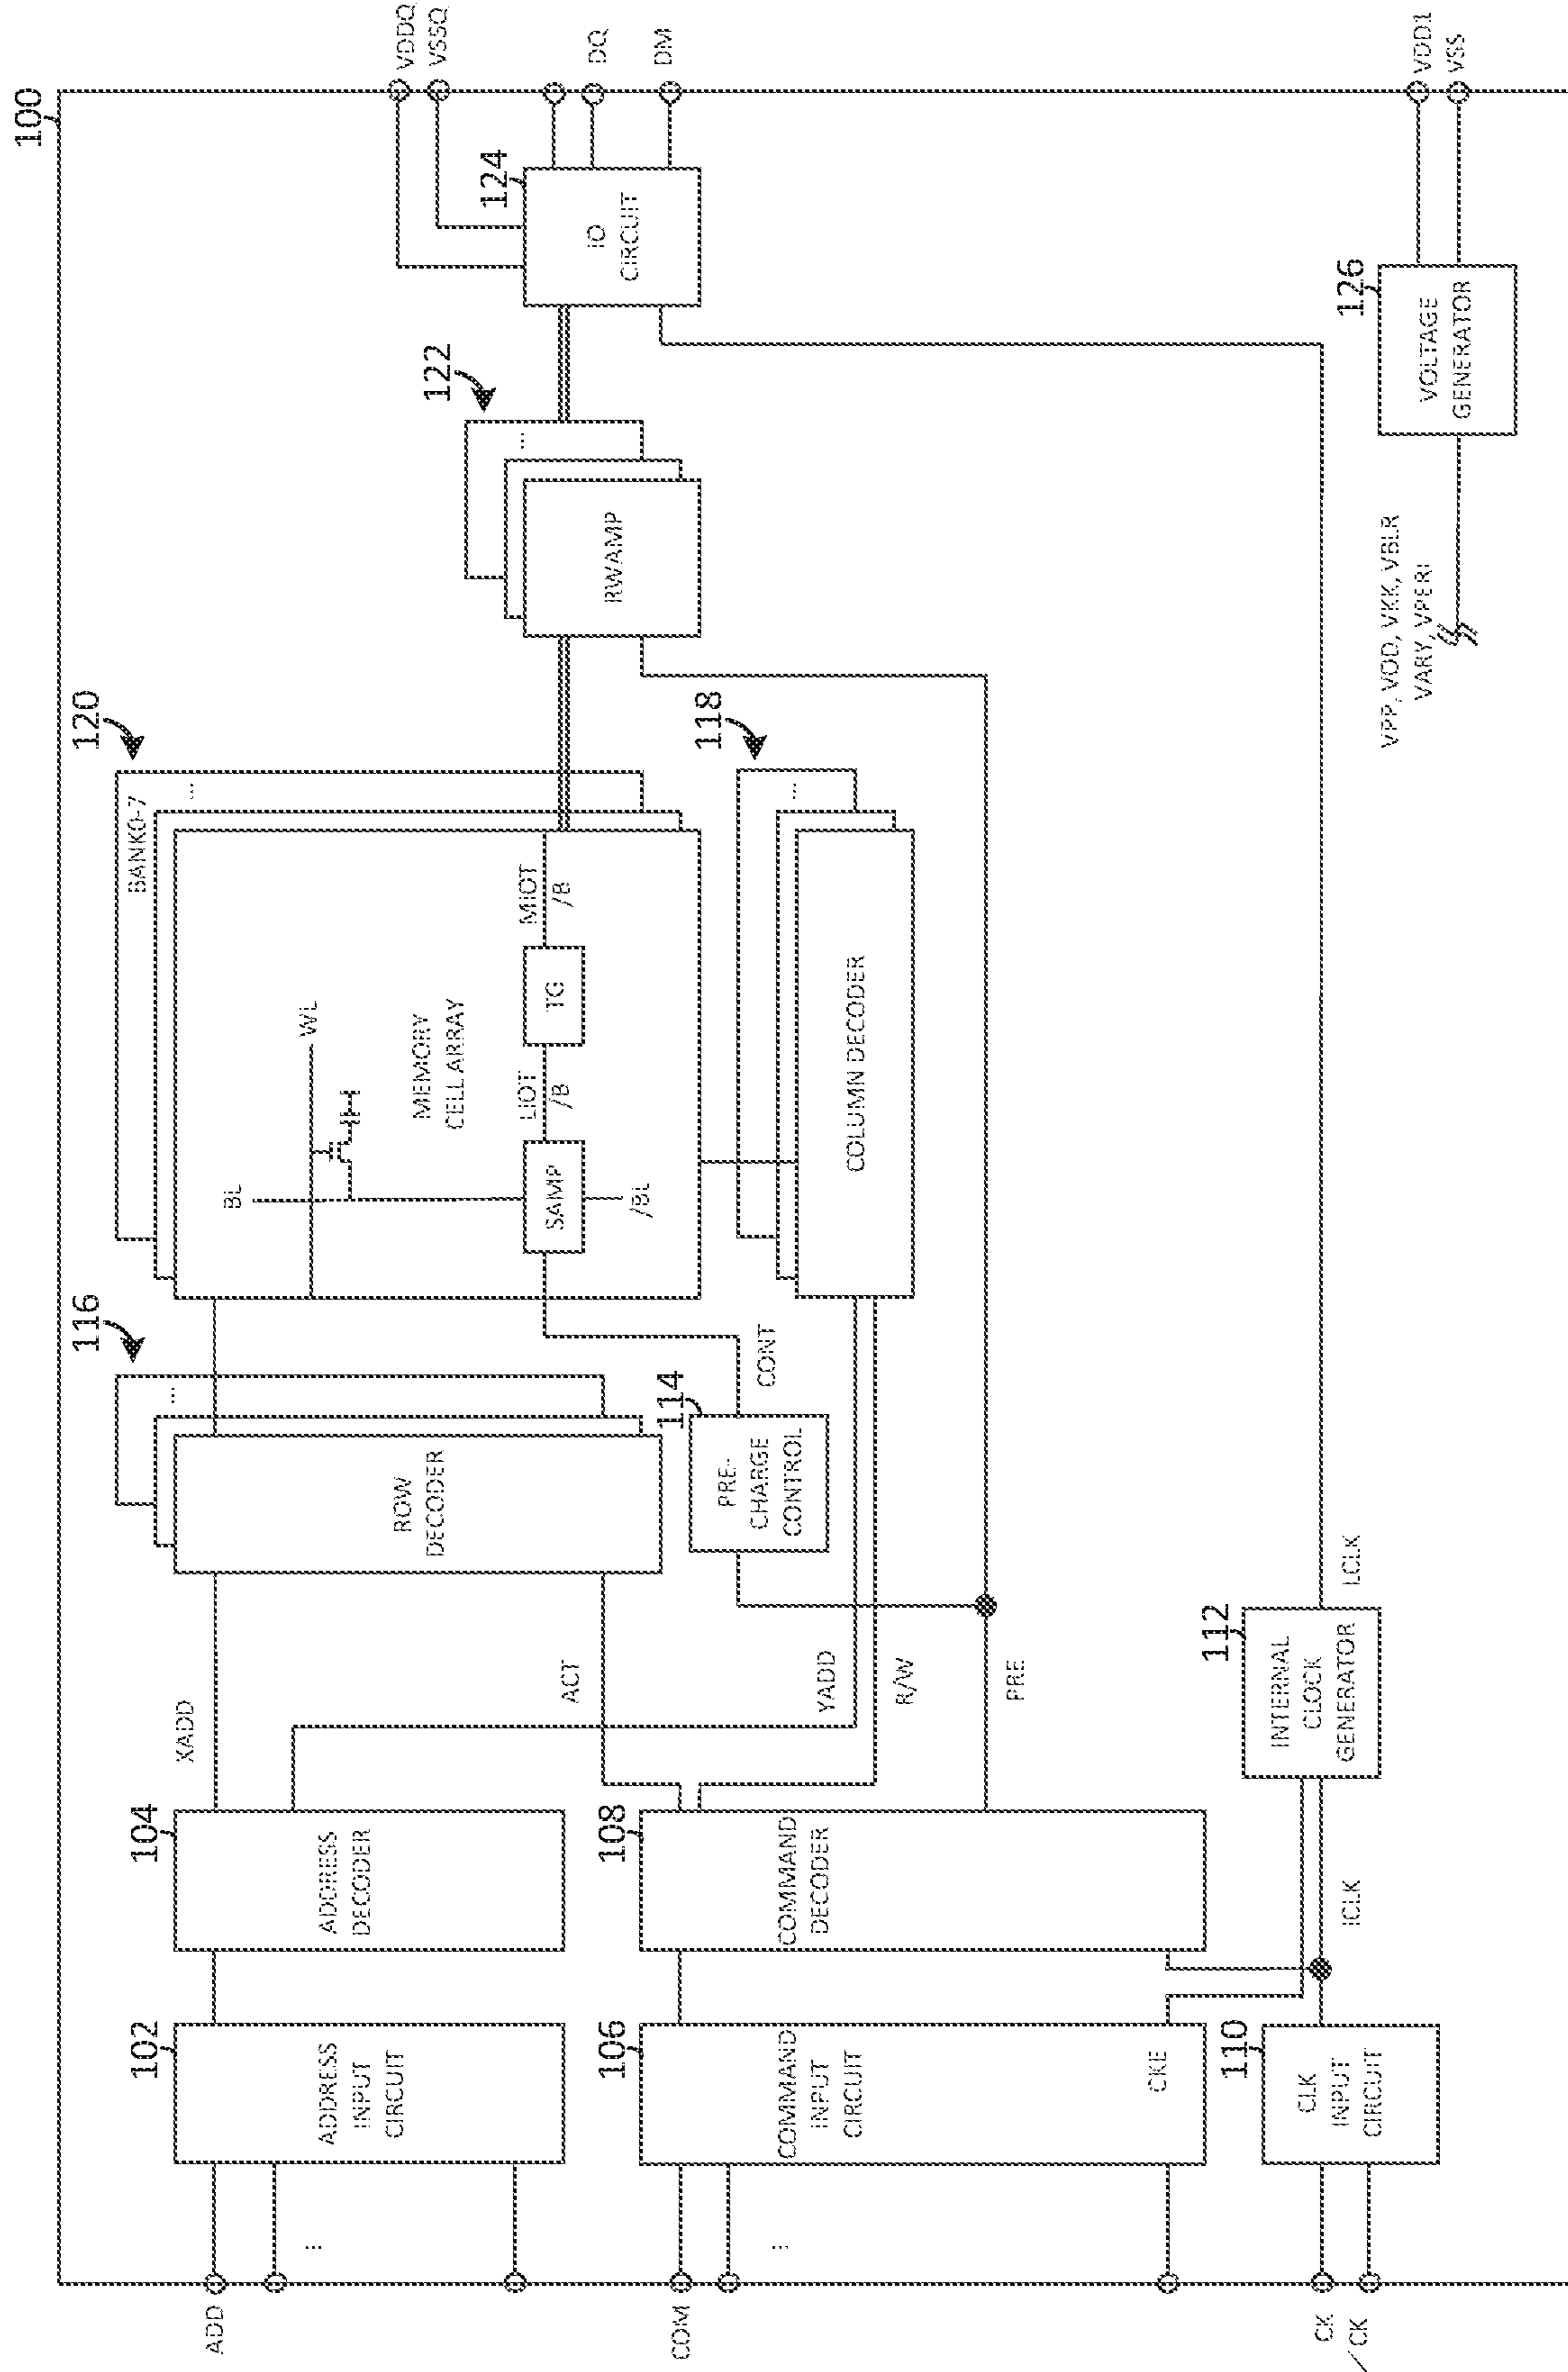 100
ADD
COM
CK
/CK
102
ADDRESS
INPUT
CIRCUIT
104
ADDRESS
DECODER
106
COMMAND
INPUT
CIRCUIT
CKE
108
COMMAND
DECODER
110
CLK
INPUT
CIRCUIT
ICLK
112
INTERNAL
CLOCK
GENERATOR
LCLK
XADD
ACT
YADD
R/W
PRE
116
...
ROW
DECODER
114
PRE-
CHARGE
CONTROL
CONT
120
BANK0-7
...
WL
BL
MEMORY
CELL ARRAY
SAMP
/BL
LIOT
/B
TG
MIOT
/B
118
...
COLUMN DECODER
122
...
RWAMP
124
IO
CIRCUIT
VDDQ
VSSQ
DQ
DM
126
VOLTAGE
GENERATOR
VDD1
VSS
VPP, VOD, VKK, VBLR
VARY, VPERI